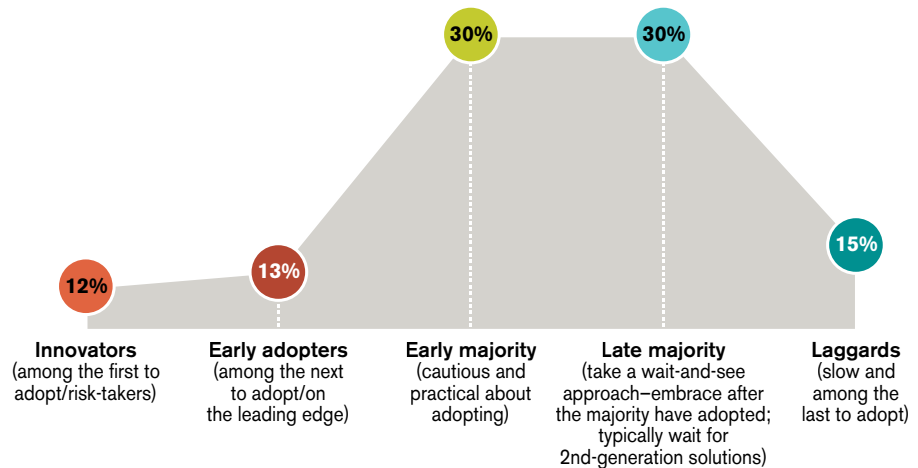 30%
30%
15%
13%
12%
Innovators
(among the first to
adopt/risk-takers)
Early adopters
(among the next
to adopt/on
the leading edge)
Early majority
(cautious and
practical about
adopting)
Late majority
(take a wait-and-see
approach–embrace after
the majority have adopted;
typically wait for
2nd-generation solutions)
Laggards
(slow and
among the
last to adopt)